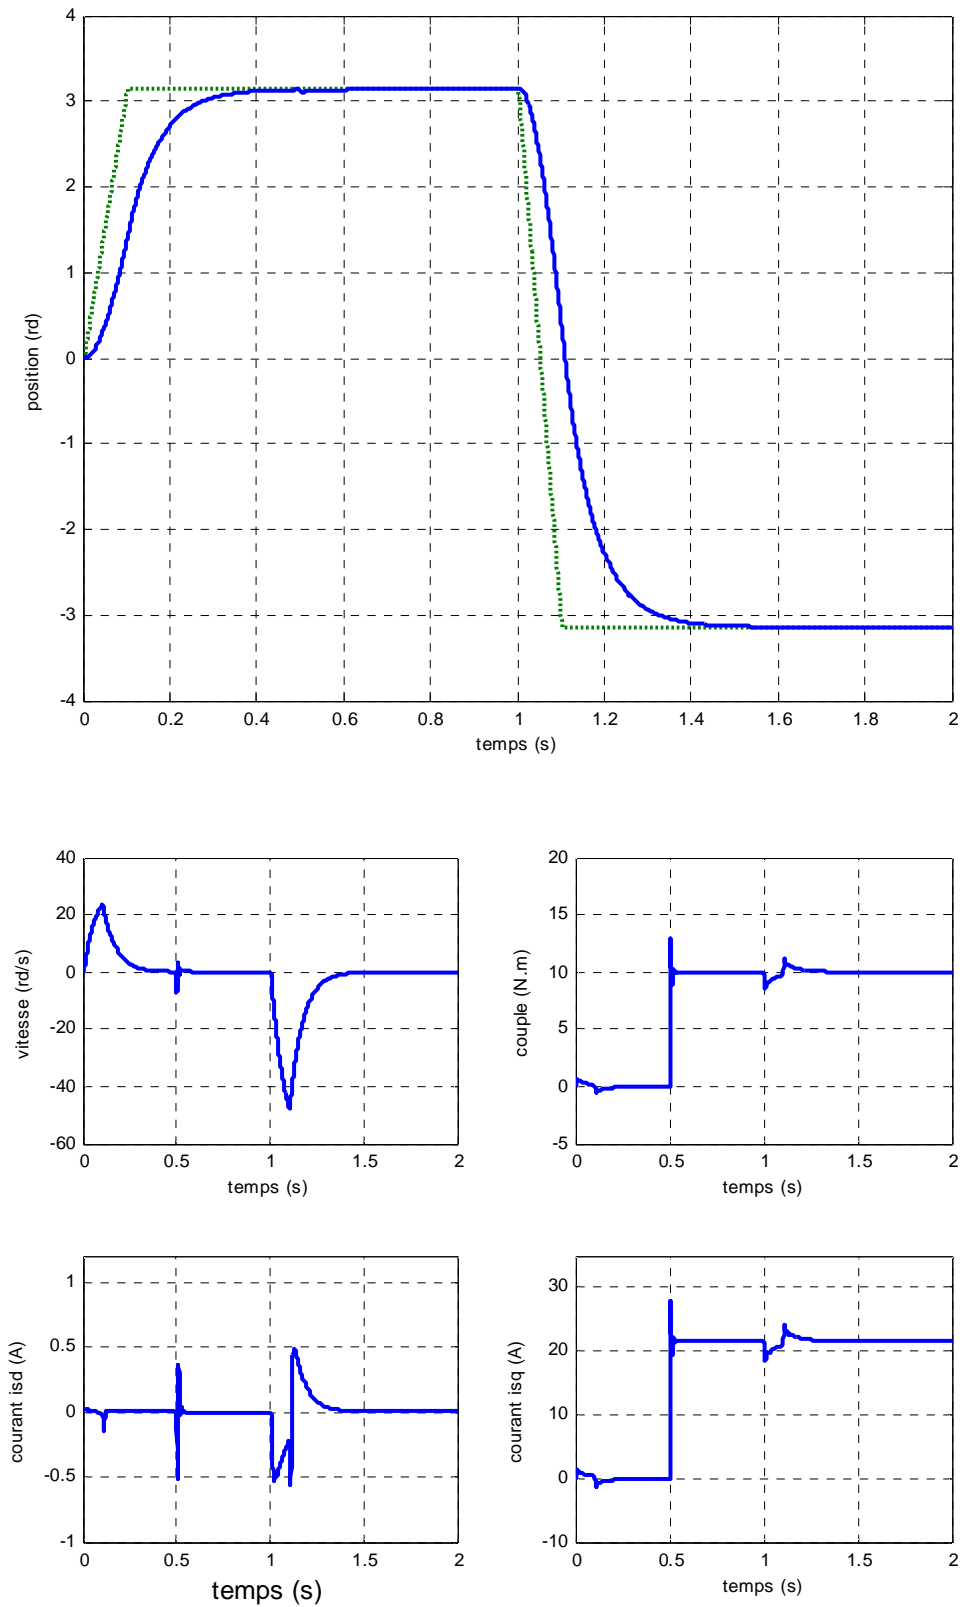 4
3
2
1
0
-1
-2
-3
-4
position (rd)
0 0.2 0.4 0.6 0.8 1 1.2 1.4 1.6 1.8 2
temps (s)
40
20
0
-20
-40
-60
vitesse (rd/s)
0 0.5 1 1.5 2
temps (s)
20
15
10
5
0
-5
couple (N.m)
0 0.5 1 1.5 2
temps (s)
1
0.5
0
-0.5
-1
courant isd (A)
0 0.5 1 1.5 2
temps (s)
30
20
10
0
-10
courant isq (A)
0 0.5 1 1.5 2
temps (s)